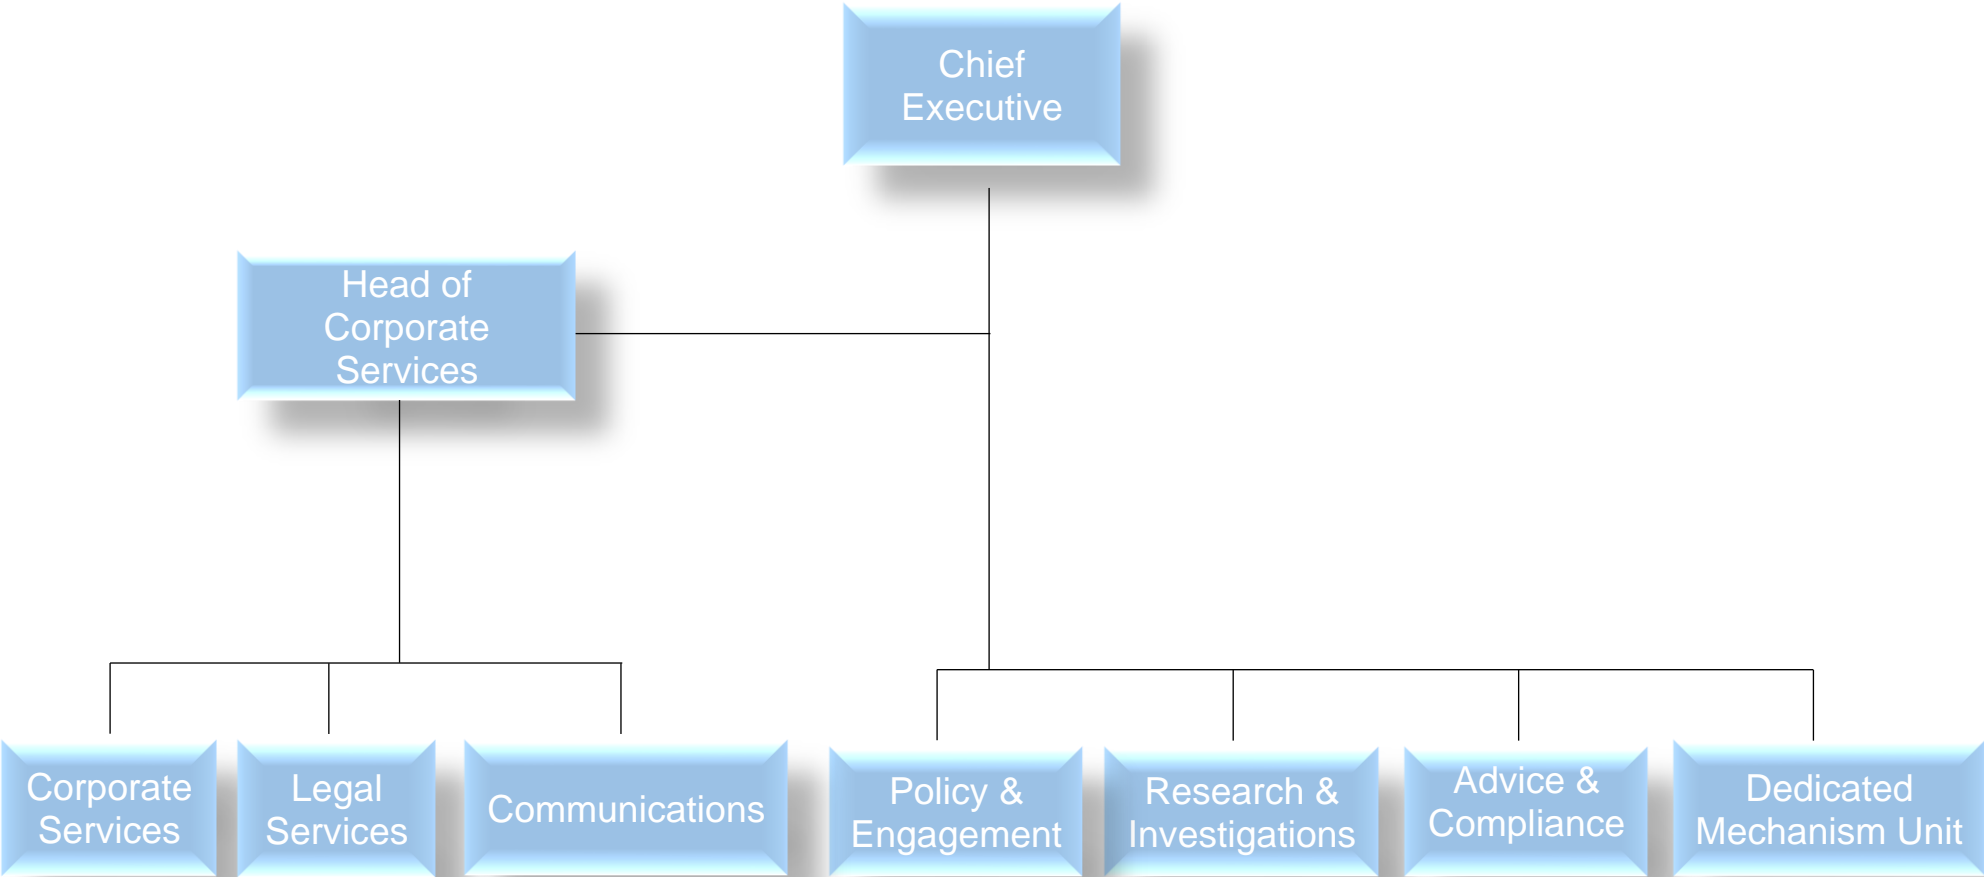 Chief
Executive
Head of
Corporate
Services
Corporate
Services
Legal
Services
Communications
Policy &
Engagement
Research &
Investigations
Advice &
Compliance
Dedicated
Mechanism Unit